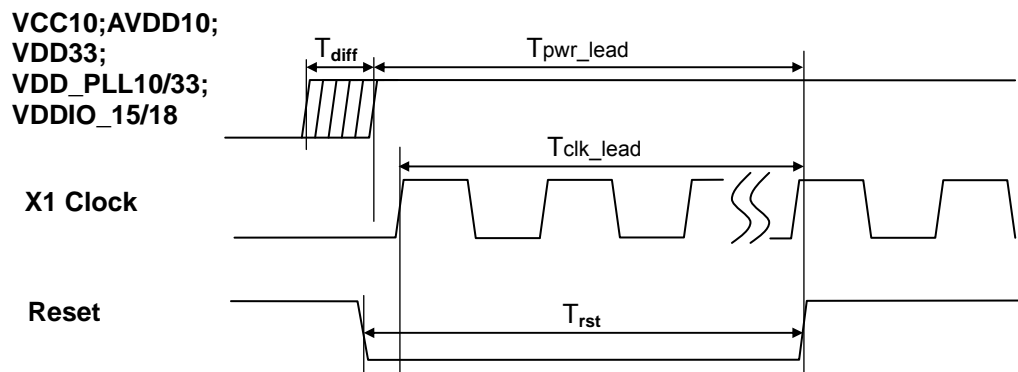 VCC10;AVDD10;
VDD33;
VDD_PLL10/33;
VDDIO_15/18
Tdiff
Tpwr_lead
Tclk_lead
X1 Clock
Reset
Trst